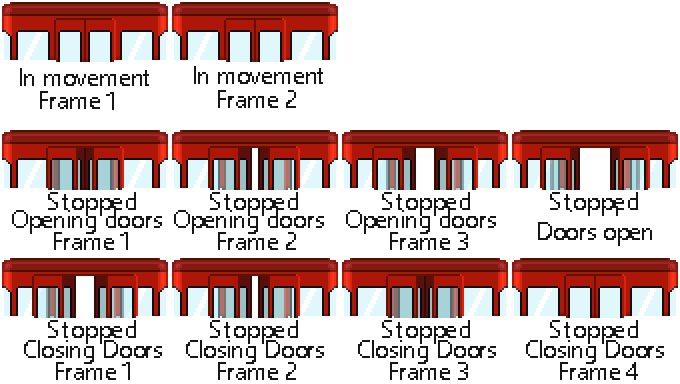 In movement
Frame 1
In movement
Frame 2
Stopped
Opening doors
Frame 1
Stopped
Opening doors
Frame 2
Stopped
Opening doors
Frame 3
Stopped
Doors open
Stopped
Closing Doors
Frame 1
Stopped
Closing Doors
Frame 2
Stopped
Closing Doors
Frame 3
Stopped
Closing Doors
Frame 4